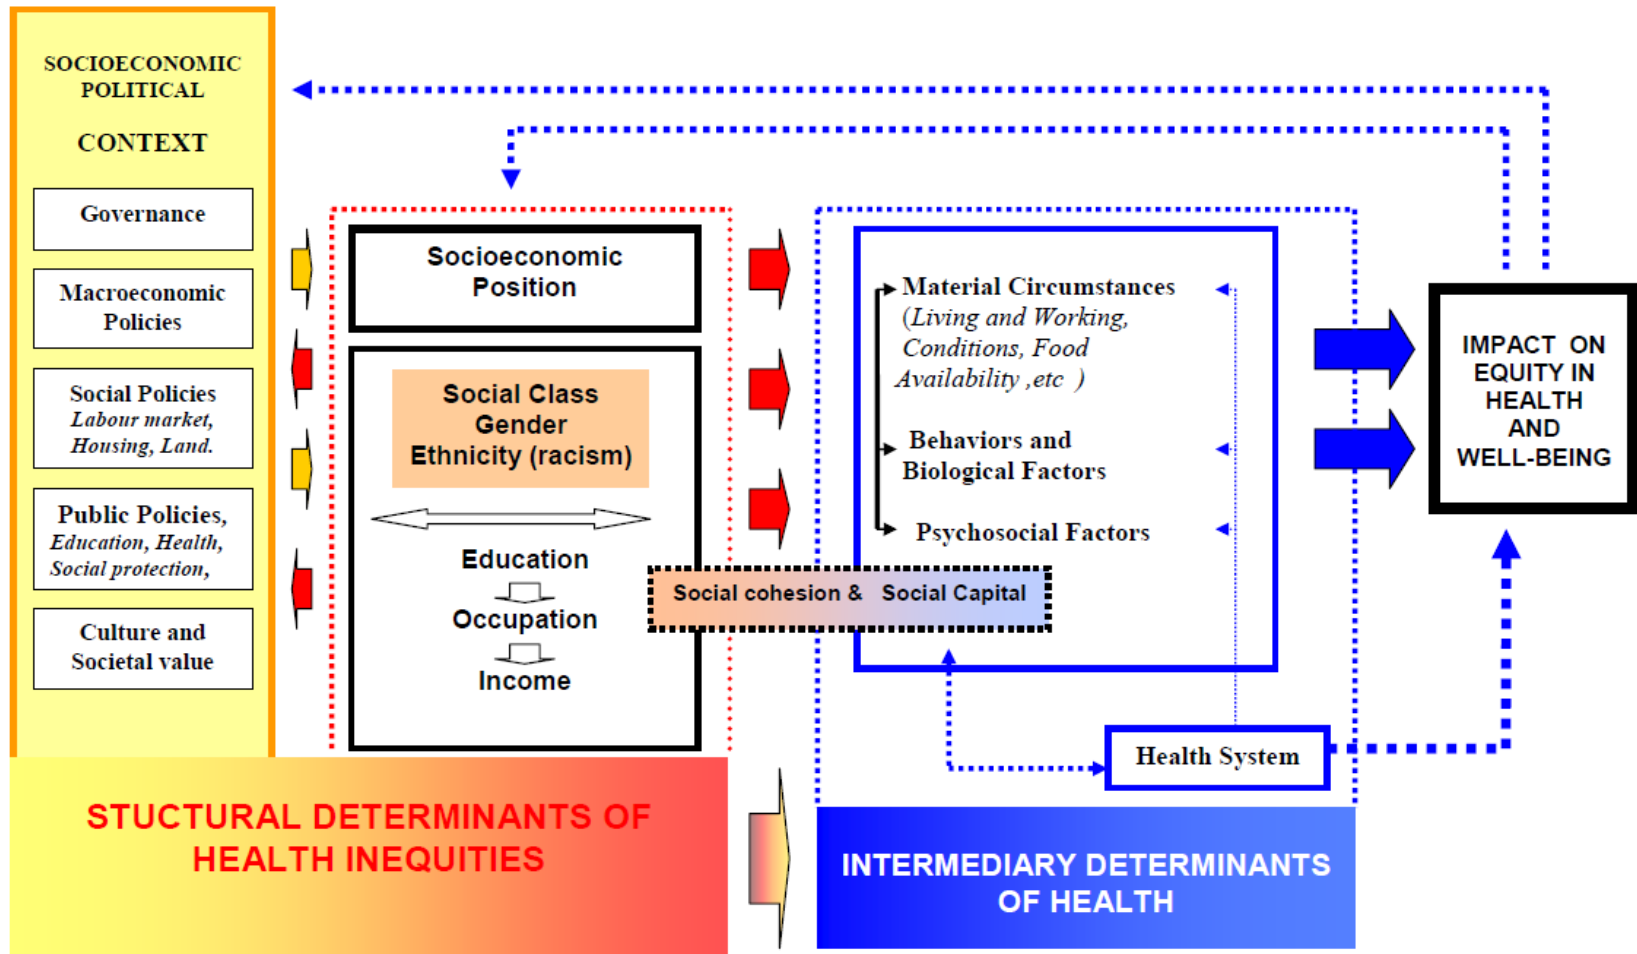 SOCIOECONOMIC
POLITICAL
CONTEXT
Governance
Macroeconomic
Policies
Social Policies
Labour market,
Housing, Land.
Public Policies,
Education, Health,
Social protection,
Culture and
Societal value
Socioeconomic
Position
Social Class
Gender
Ethnicity (racism)
Education
Occupation
Income
Social cohesion & Social Capital
Material Circumstances
(Living and Working,
Conditions, Food
Availability ,etc )
Behaviors and
Biological Factors
Psychosocial Factors
Health System
IMPACT ON
EQUITY IN
HEALTH
AND
WELL-BEING
STUCTURAL DETERMINANTS OF
HEALTH INEQUITIES
INTERMEDIARY DETERMINANTS
OF HEALTH